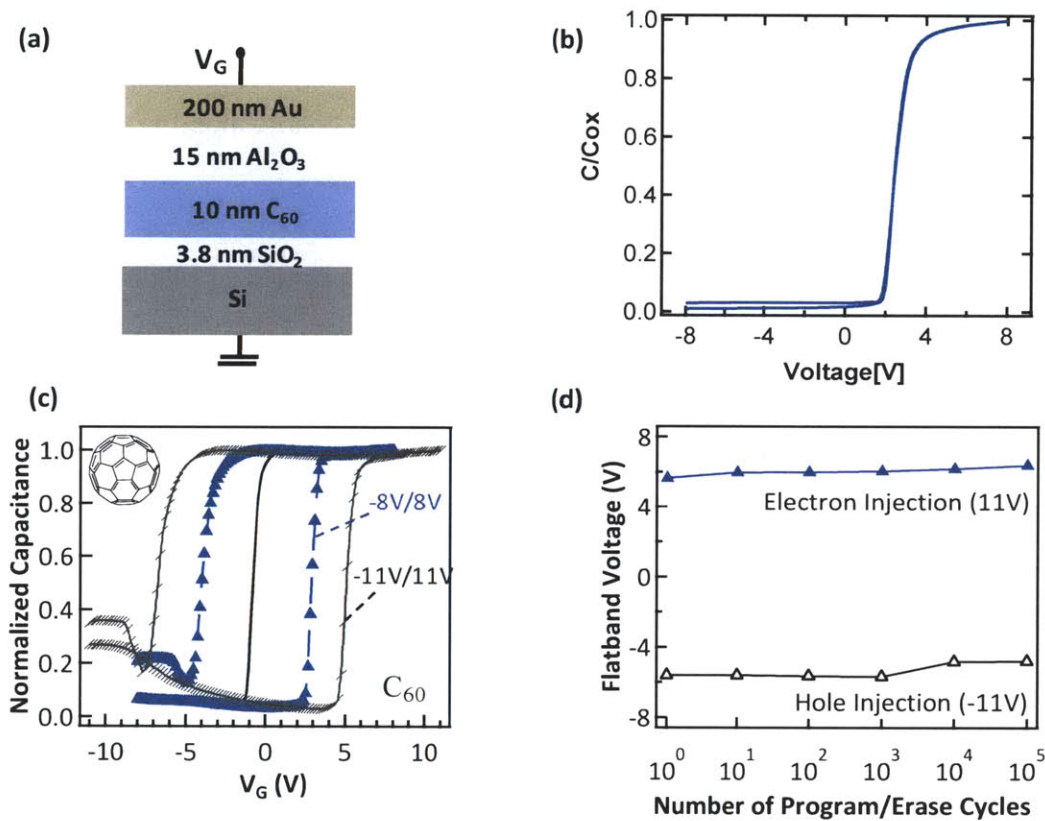 (a)
V_G
200 nm Au
15 nm Al₂O₃
10 nm C₆₀
3.8 nm SiO₂
Si
(b)
C/Cox
1.0
0.8
0.6
0.4
0.2
0.0
-8 -4 0 4 8
Voltage[V]
(c)
Normalized Capacitance
1.0
0.8
0.6
0.4
0.2
0.0
-8V/8V
-11V/11V
C₆₀
-10 -5 0 5 10
V_G (V)
(d)
Flatband Voltage (V)
8
4
0
-4
-8
Electron Injection (11V)
Hole Injection (-11V)
10⁰ 10¹ 10² 10³ 10⁴ 10⁵
Number of Program/Erase Cycles